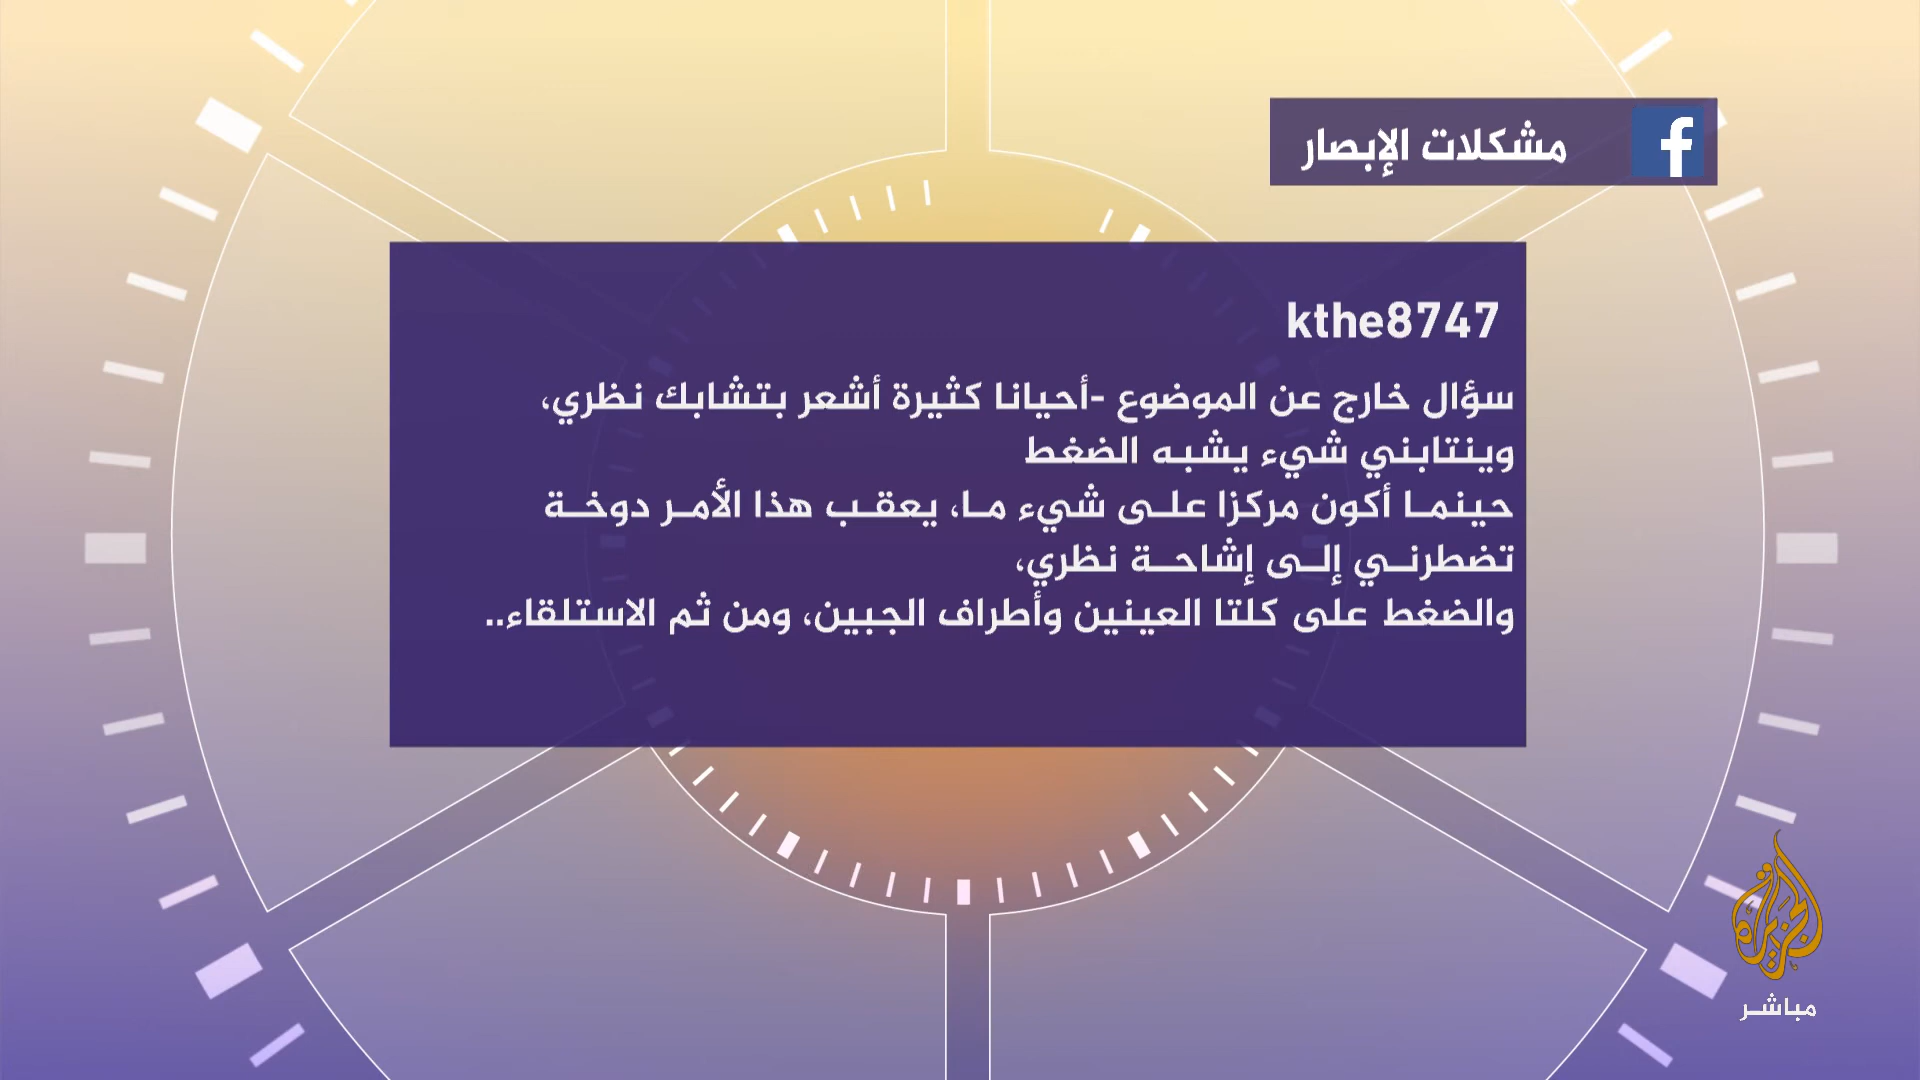 مشكلات الإبصار
kthe8747
سؤال خارج عن الموضوع -أحيانا كثيرة أشعر بتشابك نظري،
وينتابني شيء يشبه الضغط
حينما أكون مركزا على شيء ما، يعقب هذا الأمر دوخة
تضطرني إلى إشاحة نظري،
والضغط على كلتا العينين وأطراف الجبين، ومن ثم الاستلقاء..
الجزيرة
مباشر